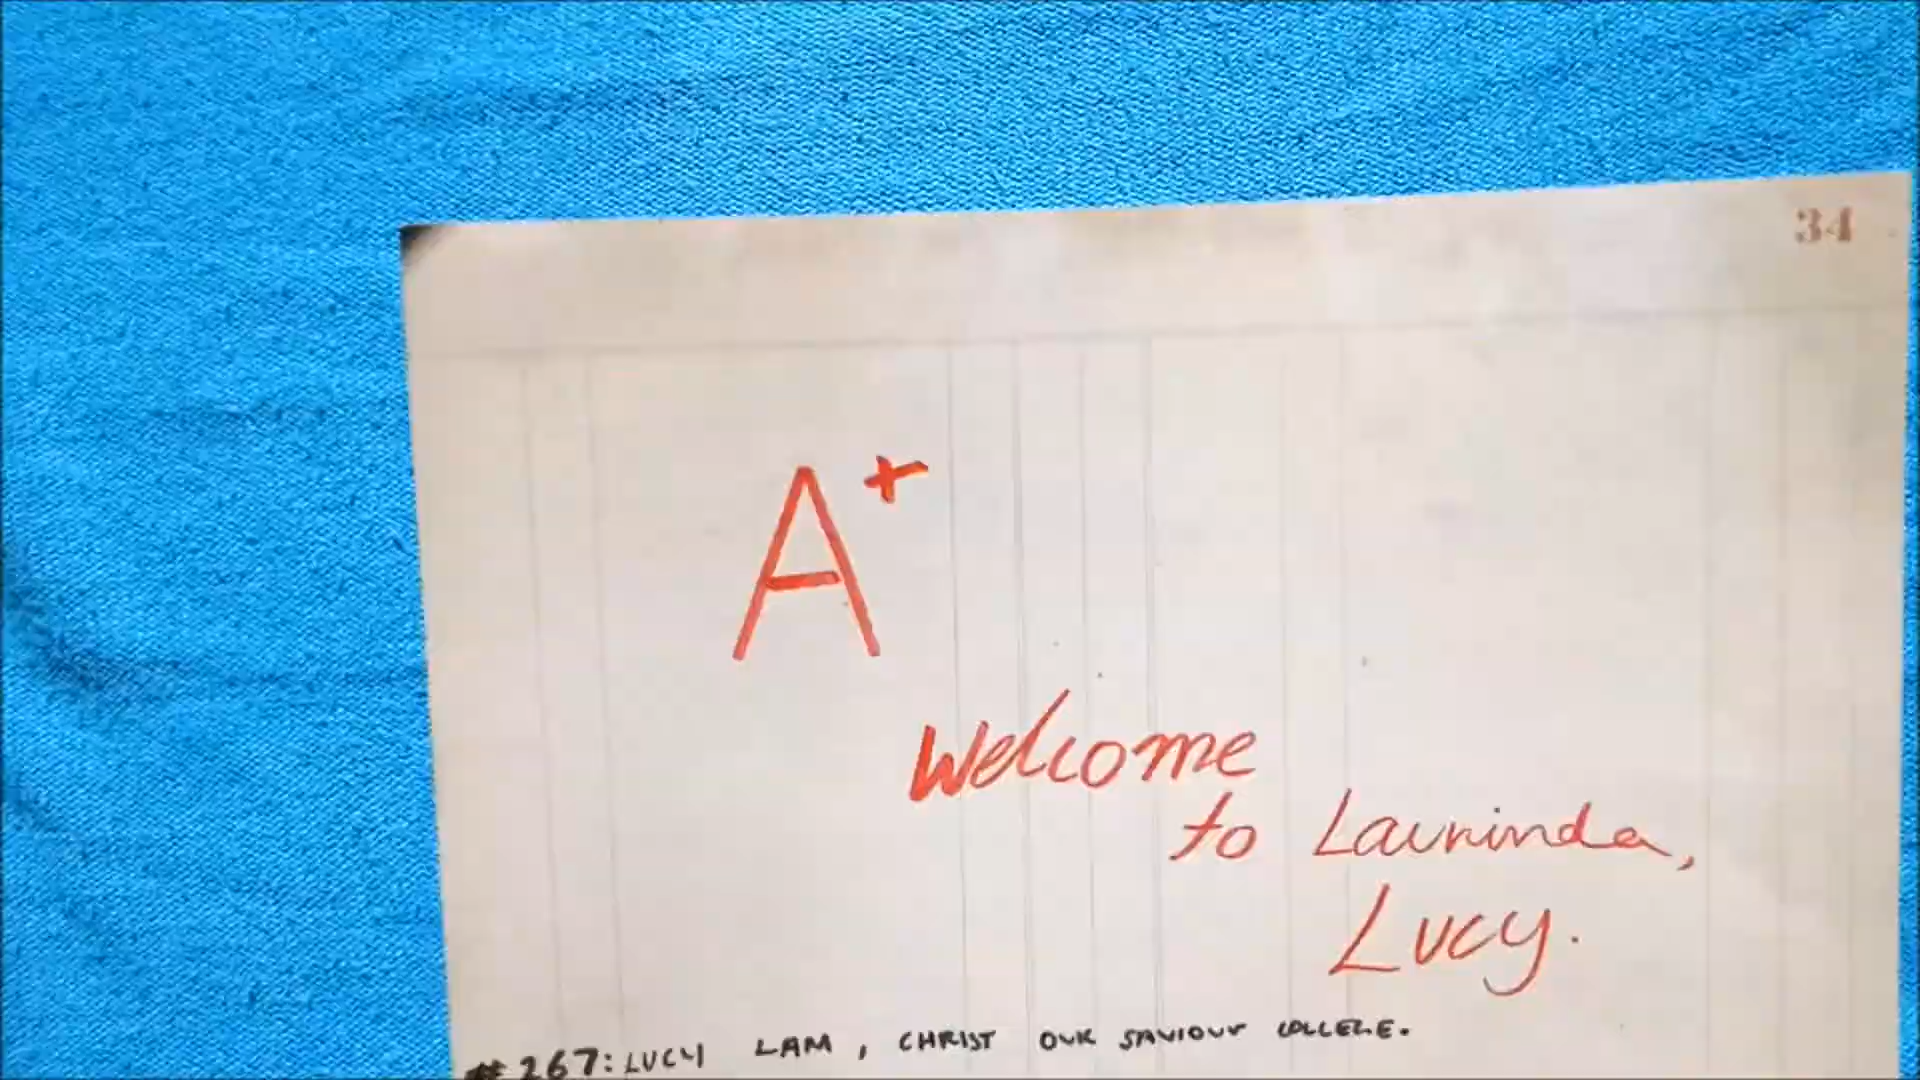 34
A+
Welcome
to Laurinda,
Lucy.
#267: LUCY LAM, CHRIST OUR SAVIOUR COLLEGE.